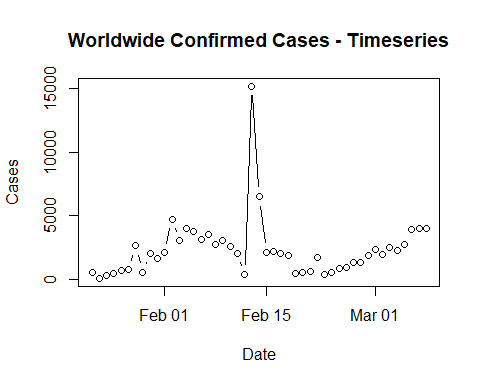 Worldwide Confirmed Cases - Timeseries
15000
10000
5000
0
Cases
Feb 01
Feb 15
Mar 01
Date